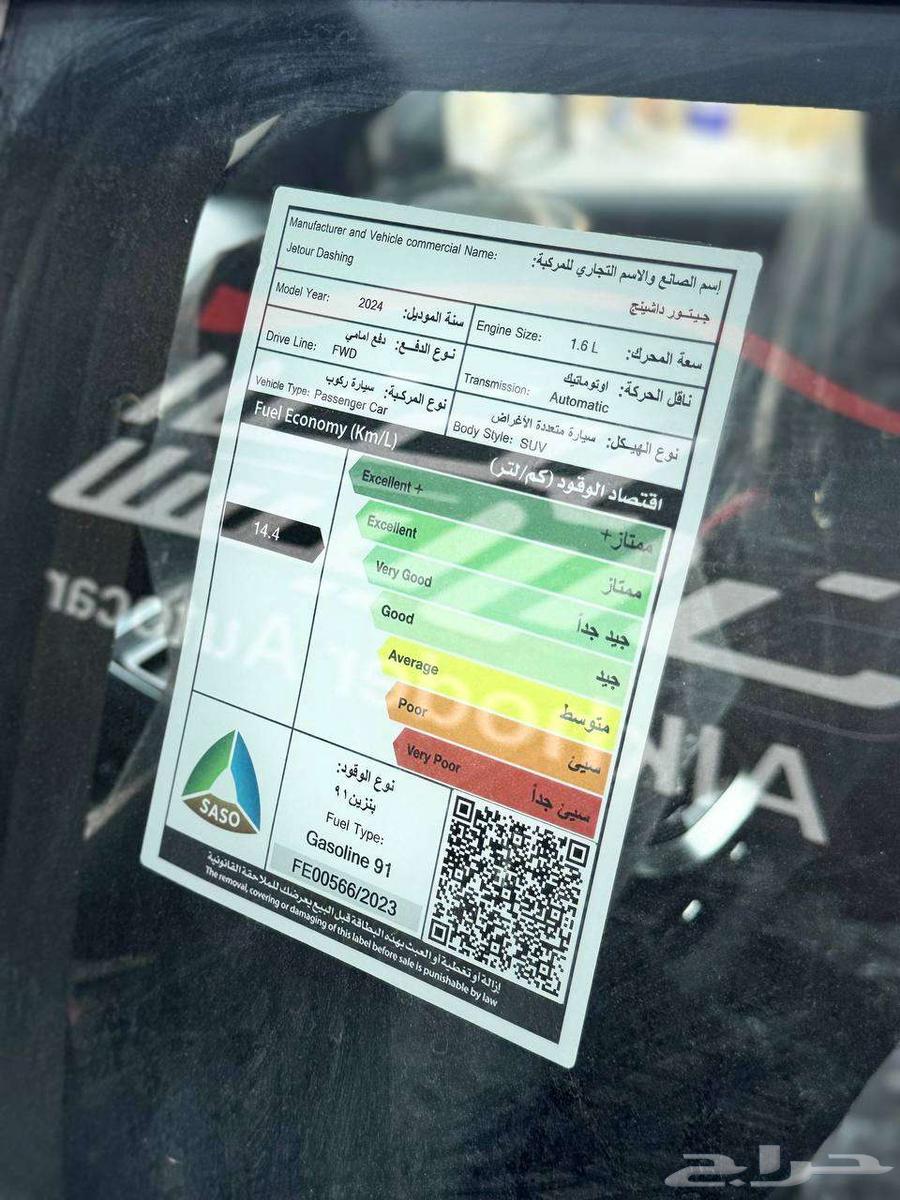 Manufacturer and Vehicle commercial Name:
إسم الصانع والاسم التجاري للمركبة:
Jetour Dashing
جيتور داشينج
Model Year: 2024 سنة الموديل:
Engine Size: 1.6 L سعة المحرك:
Drive Line: دفع امامي FWD نوع الدفع:
Transmission: اوتوماتيك Automatic ناقل الحركة:
Vehicle Type: سيارة ركوب Passenger Car نوع المركبة:
Body Style: سيارة متعددة الأغراض SUV نوع الهيكل:
Fuel Economy (Km/L) اقتصاد الوقود (كم/لتر)
14.4
Excellent + ممتاز+
Excellent ممتاز
Very Good جيد جداً
Good جيد
Average متوسط
Poor سيئ
Very Poor سيئ جداً
SASO
نوع الوقود:
بنزين ٩١
Fuel Type:
Gasoline 91
FE00566/2023
إزالة أو تغطية أو العبث بهذه البطاقة قبل البيع يعرضك للملاحقة القانونية
The removal, covering or damaging of this label before sale is punishable by law
حراج